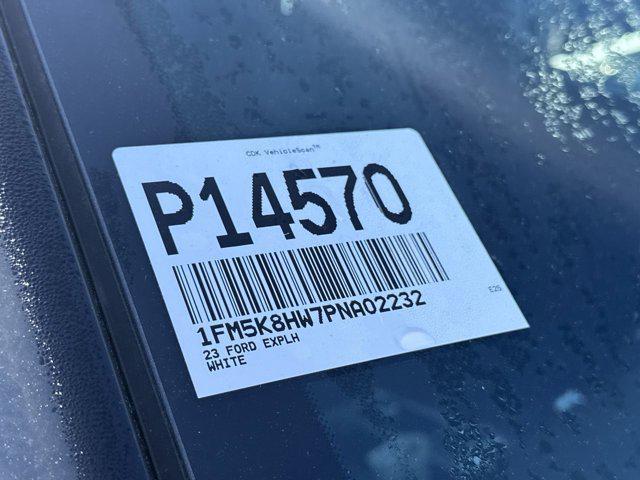 CDK VehicleScan™
P14570
1FM5K8HW7PNA02232
23 FORD EXPLH
WHITE
E25